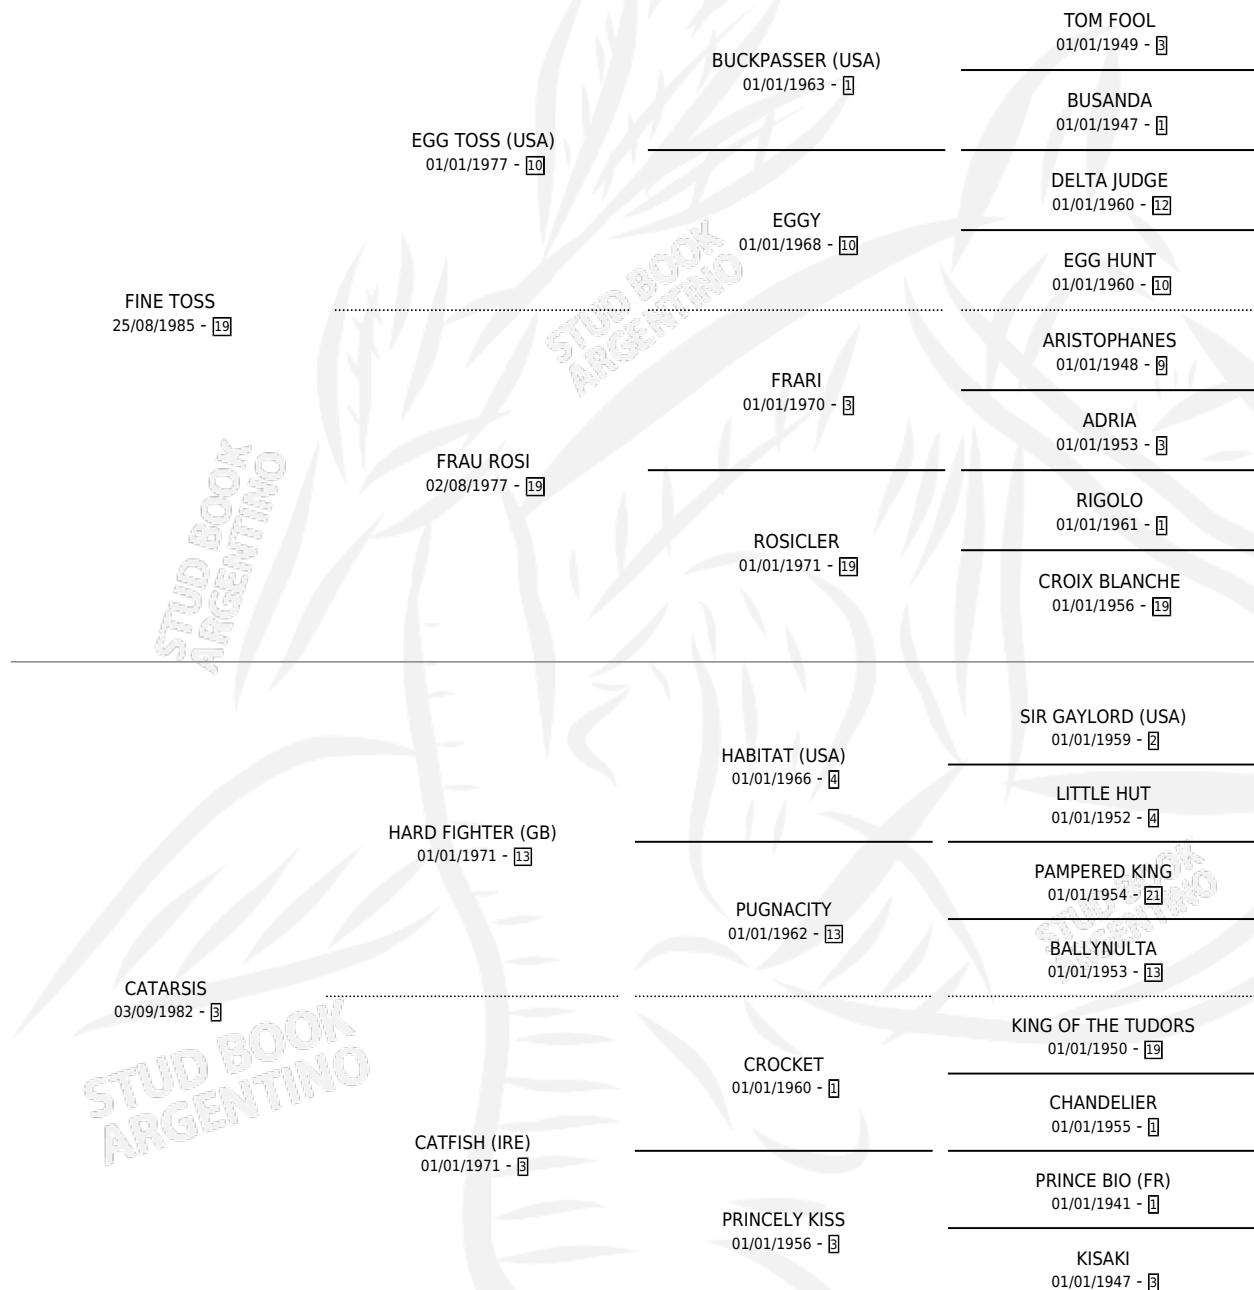 TOM FOOL
01/01/1949 - 3
BUCKPASSER (USA)
01/01/1963 - 1
BUSANDA
01/01/1947 - 1
EGG TOSS (USA)
01/01/1977 - 10
DELTA JUDGE
01/01/1960 - 12
EGGY
01/01/1968 - 10
EGG HUNT
01/01/1960 - 10
STUD BOOK
ARGENTINO
FINE TOSS
25/08/1985 - 19
ARISTOPHANES
01/01/1948 - 9
FRARI
01/01/1970 - 3
ADRIA
01/01/1953 - 3
FRAU ROSI
02/08/1977 - 19
RIGOLO
01/01/1961 - 1
ROSICLER
01/01/1971 - 19
CROIX BLANCHE
01/01/1956 - 19
STUD BOOK
ARGENTINO
SIR GAYLORD (USA)
01/01/1959 - 2
HABITAT (USA)
01/01/1966 - 4
LITTLE HUT
01/01/1952 - 4
HARD FIGHTER (GB)
01/01/1971 - 13
PAMPERED KING
01/01/1954 - 21
PUGNACITY
01/01/1962 - 13
BALLYNULTA
01/01/1953 - 13
STUD BOOK
ARGENTINO
CATARSIS
03/09/1982 - 3
KING OF THE TUDORS
01/01/1950 - 19
CROCKET
01/01/1960 - 1
CHANDELIER
01/01/1955 - 1
STUD BOOK
ARGENTINO
CATFISH (IRE)
01/01/1971 - 3
PRINCE BIO (FR)
01/01/1941 - 1
PRINCELY KISS
01/01/1956 - 3
KISAKI
01/01/1947 - 3